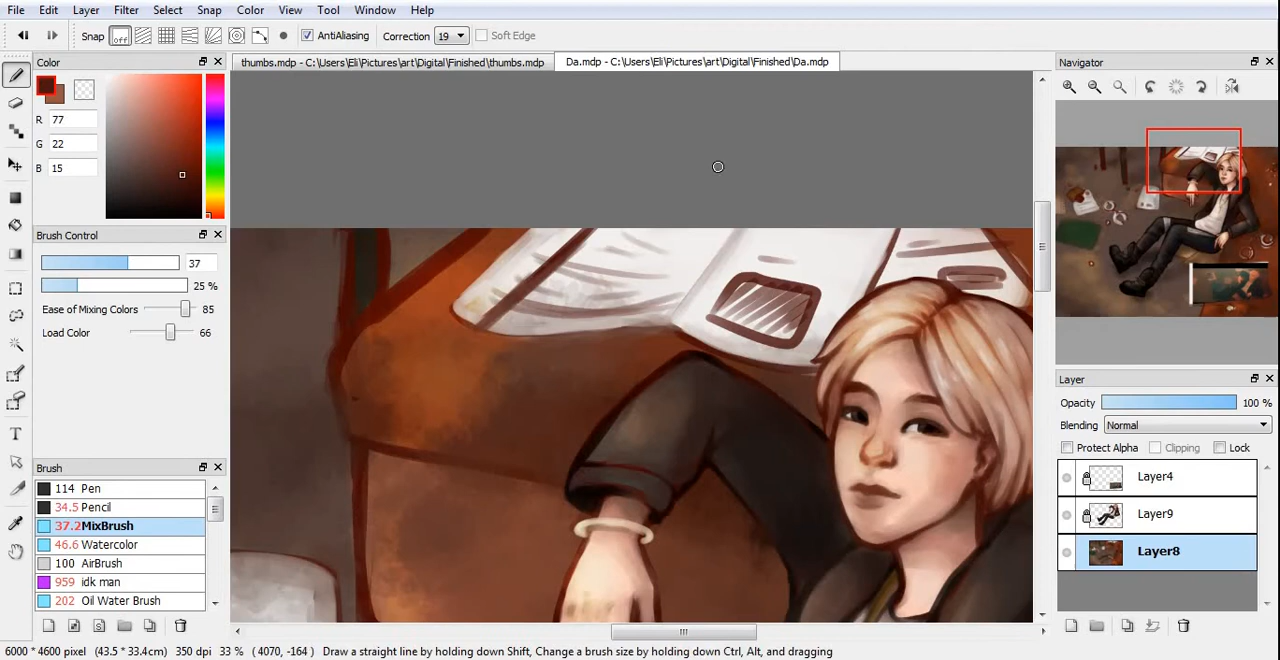 File Edit Layer Filter Select Snap Color View Tool Window Help
Snap off AntiAliasing Correction 19 Soft Edge
Color
thumbs.mdp - C:\Users\Eli\Pictures\art\Digital\Finished\thumbs.mdp
Da.mdp - C:\Users\Eli\Pictures\art\Digital\Finished\Da.mdp
Navigator
R 77
G 22
B 15
Brush Control
37
25 %
Ease of Mixing Colors 85
Load Color 66
Brush
114 Pen
34.5 Pencil
37.2 MixBrush
46.6 Watercolor
100 AirBrush
959 idk man
202 Oil Water Brush
Layer
Opacity 100 %
Blending Normal
Protect Alpha Clipping Lock
Layer4
Layer9
Layer8
6000 * 4600 pixel (43.5 * 33.4cm) 350 dpi 33 % ( 4070, -164 ) Draw a straight line by holding down Shift, Change a brush size by holding down Ctrl, Alt, and dragging